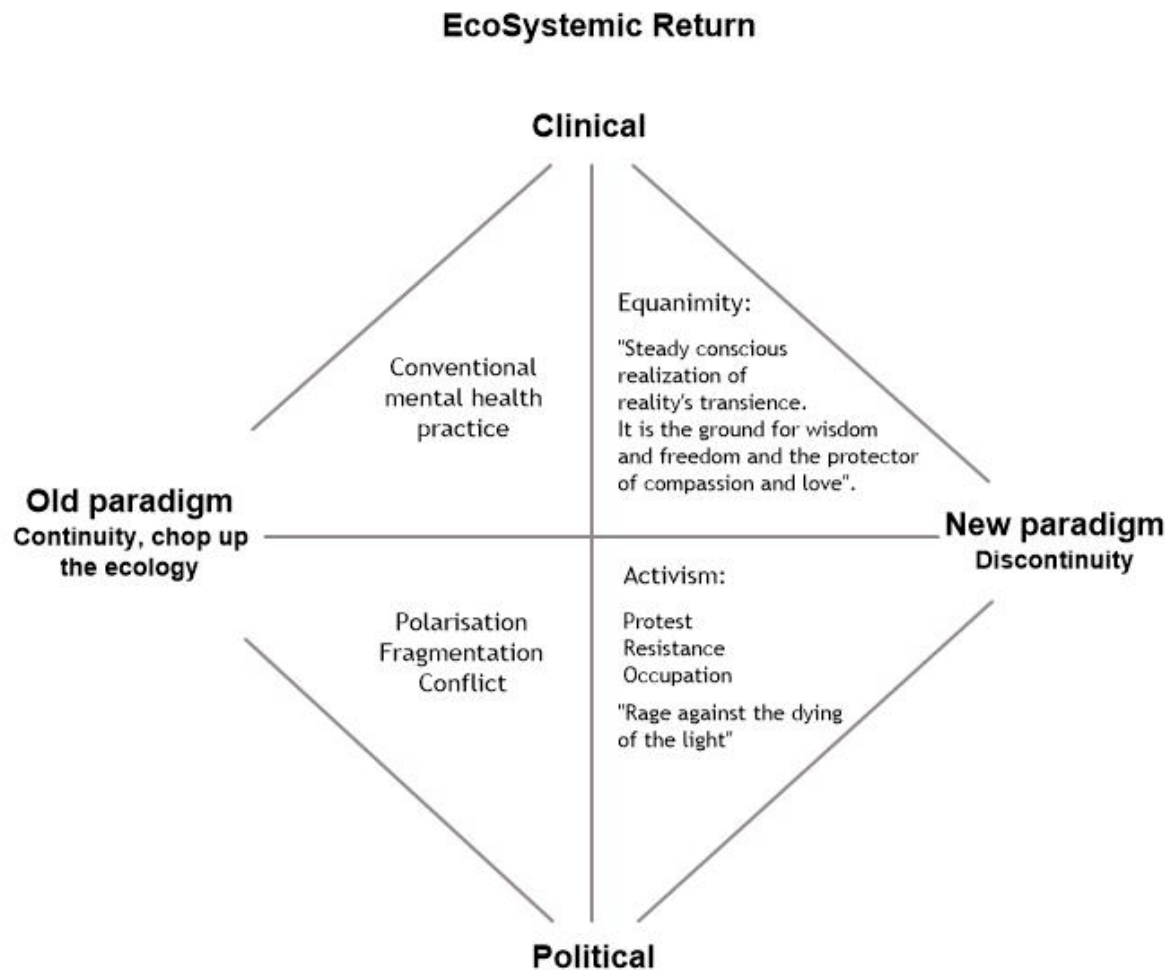 EcoSystemic Return
Clinical
Equanimity:
"Steady conscious
realization of
reality's transience.
It is the ground for wisdom
and freedom and the protector
of compassion and love".
Conventional
mental health
practice
Old paradigm
Continuity, chop up
the ecology
New paradigm
Discontinuity
Activism:
Protest
Resistance
Occupation
"Rage against the dying
of the light"
Polarisation
Fragmentation
Conflict
Political